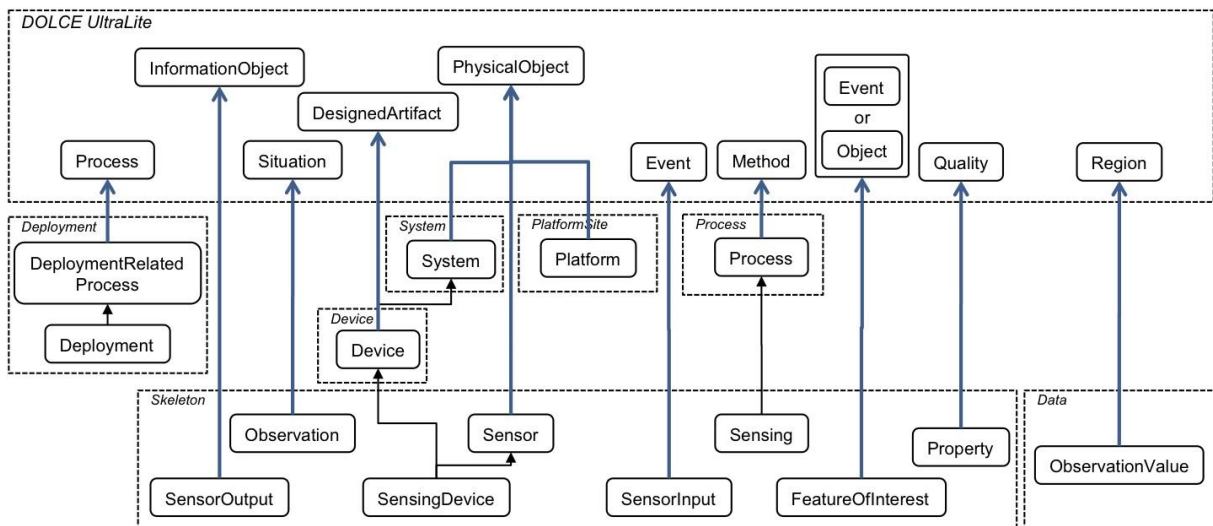 DOLCE UltraLite
InformationObject
PhysicalObject
DesignedArtifact
Event
or
Object
Process
Situation
Event
Method
Quality
Region
Deployment
DeploymentRelated
Process
Deployment
System
System
PlatformSite
Platform
Process
Process
Device
Device
Skeleton
Observation
Sensor
Sensing
Property
SensorOutput
SensingDevice
SensorInput
FeatureOfInterest
Data
ObservationValue